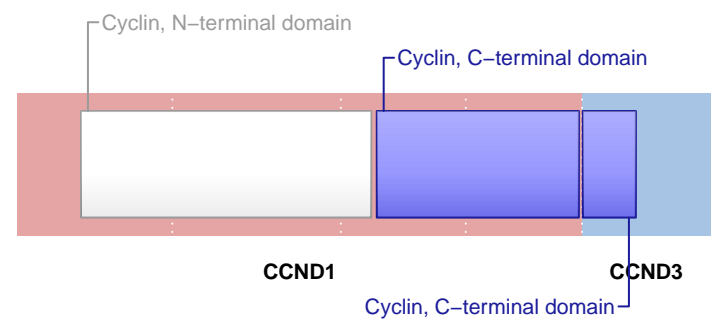 Cyclin, N−terminal domain
Cyclin, C−terminal domain
CCND1
CCND3
Cyclin, C−terminal domain